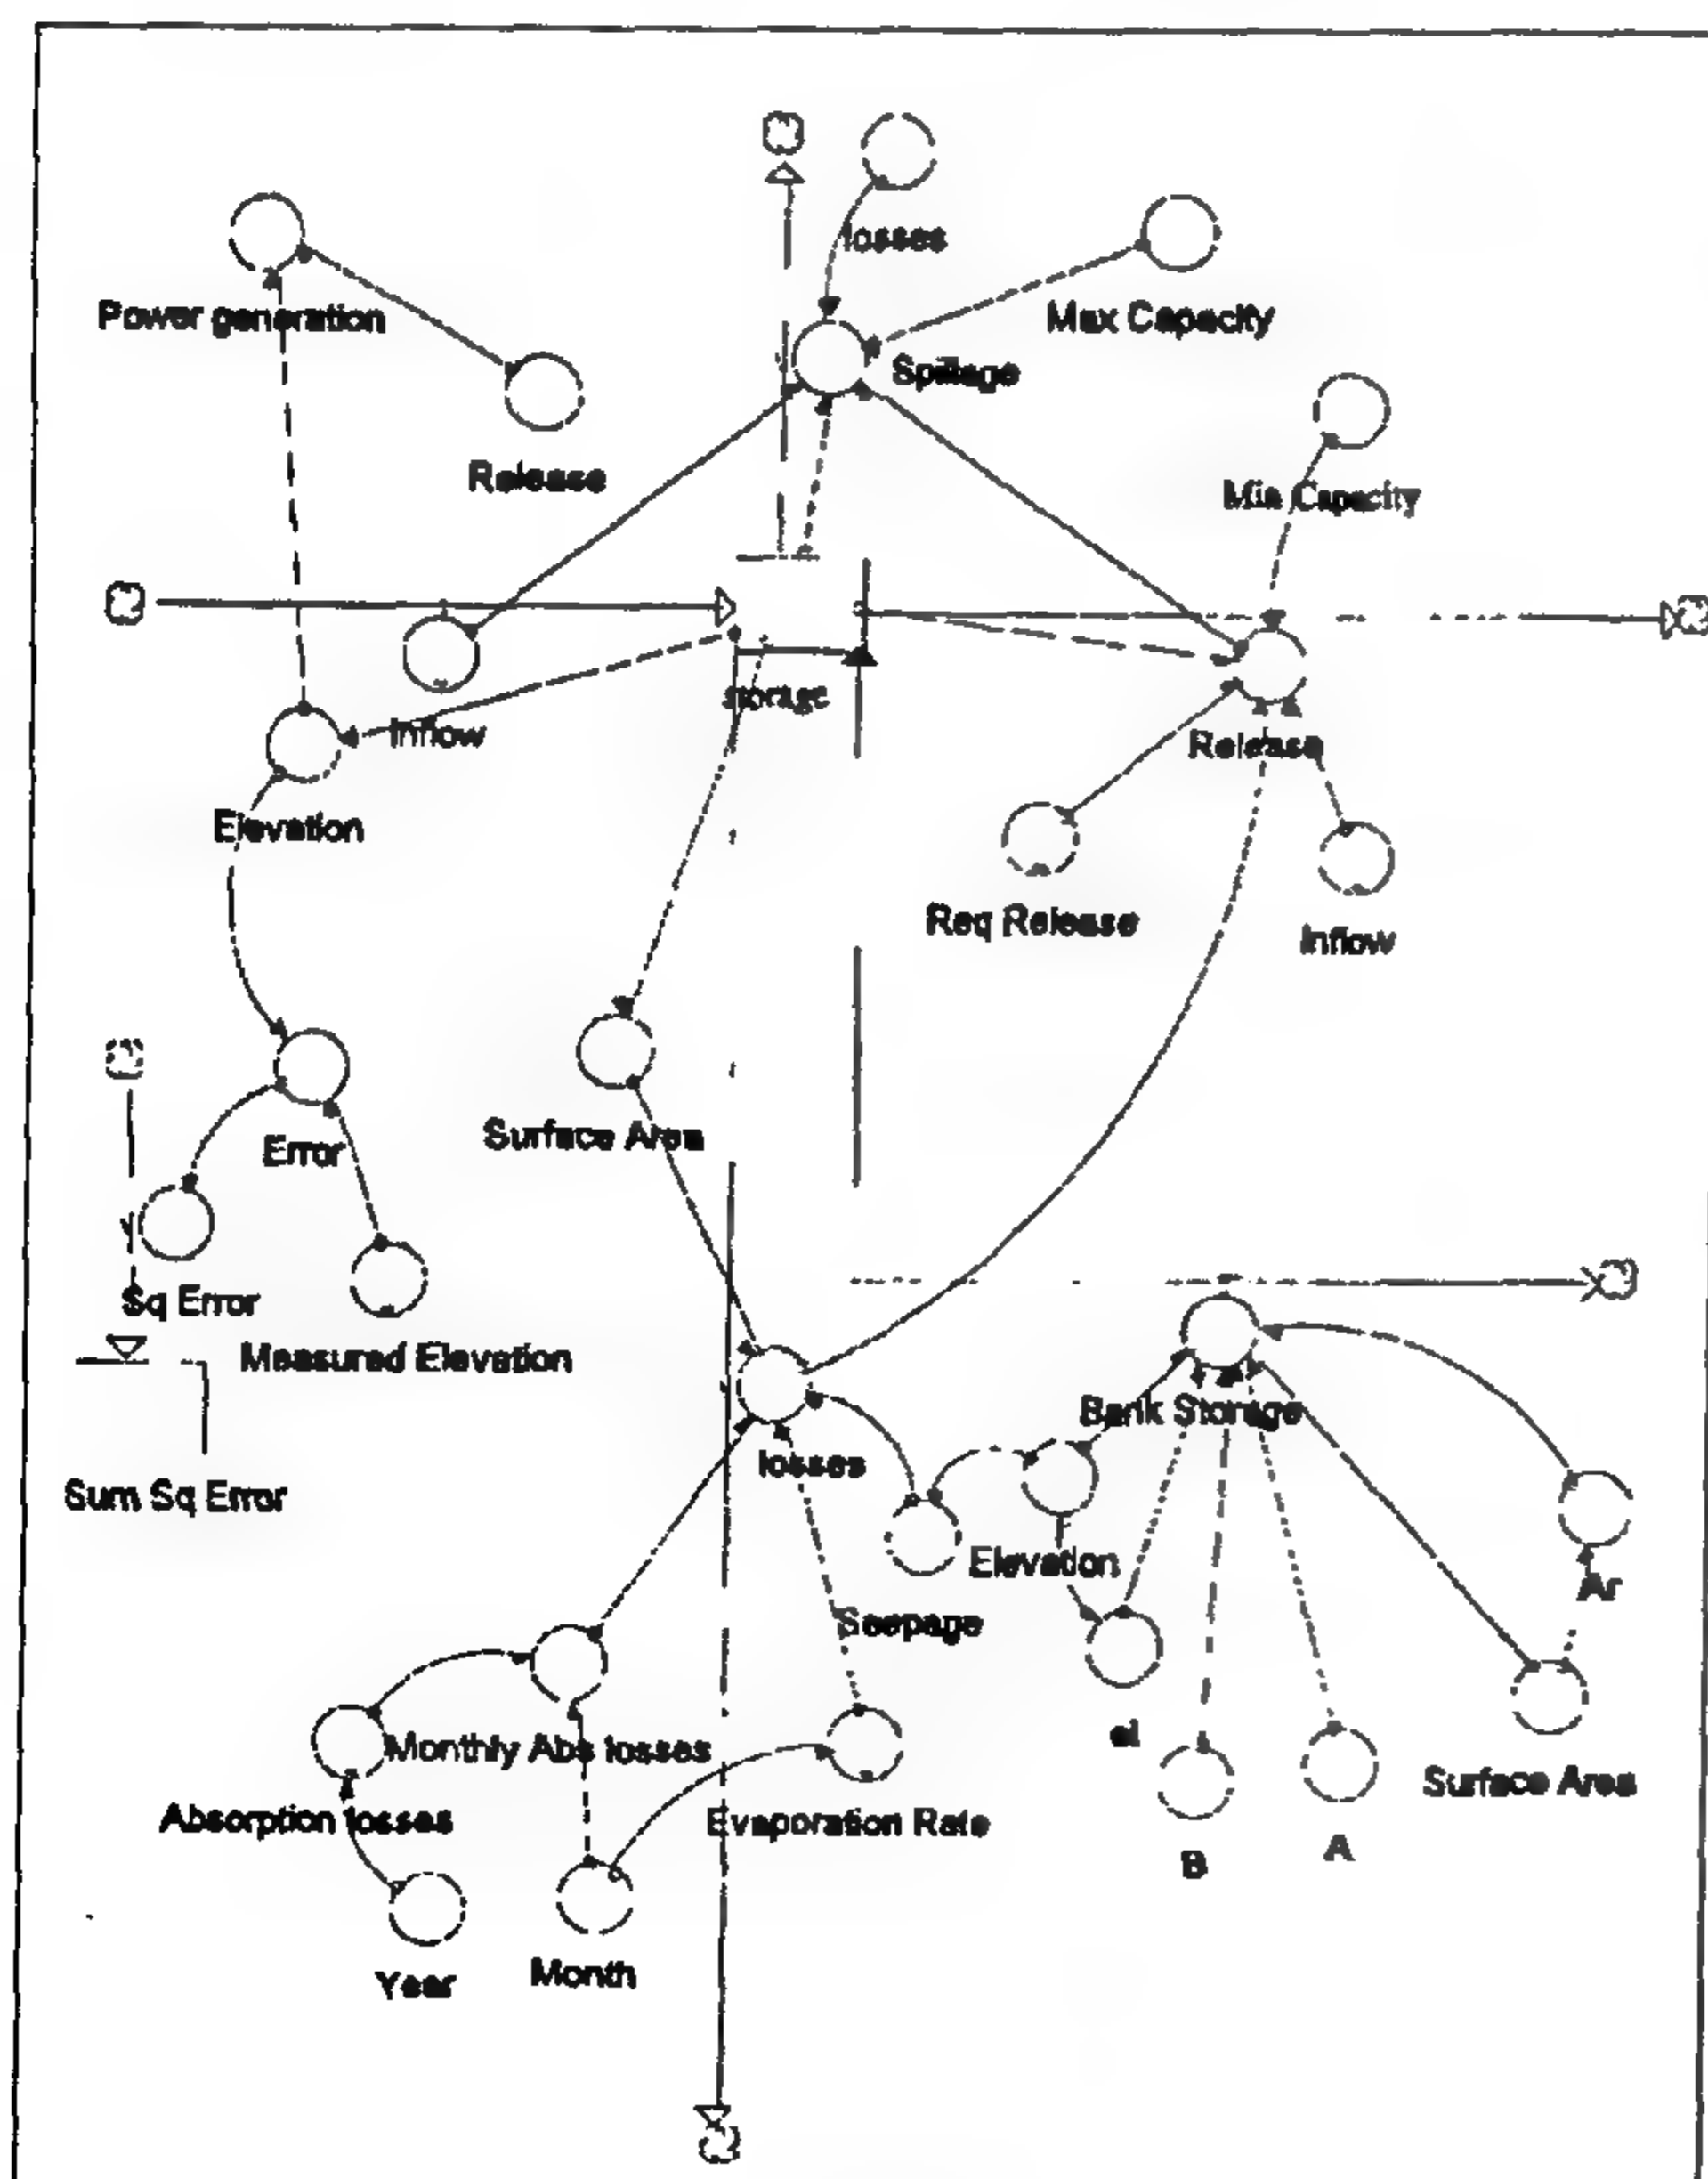 losses
Power generation
Max Capacity
Spillage
Release
Min Capacity
storage
Inflow
Release
Elevation
Req Release
Inflow
Surface Area
Error
Sq Error
Measured Elevation
Bank Storage
losses
Sum Sq Error
Elevation
Ar
Seepage
el
Monthly Abs losses
Surface Area
Absorption losses
Evaporation Rate
B
A
Year
Month